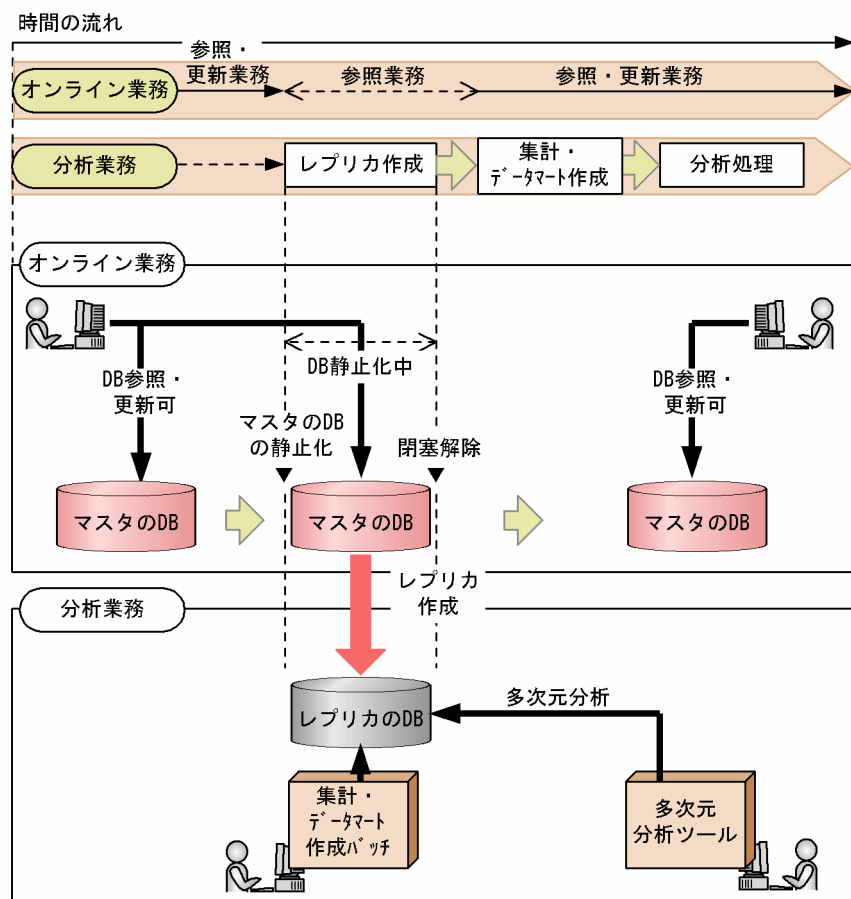 時間の流れ
参照・
更新業務
参照業務
参照・更新業務
オンライン業務
分析業務
レプリカ作成
集計・
ﾃﾞｰﾀﾏｰﾄ作成
分析処理
オンライン業務
DB参照・
更新可
DB静止化中
DB参照・
更新可
マスタのDB
の静止化
閉塞解除
マスタのDB
マスタのDB
マスタのDB
レプリカ
作成
分析業務
レプリカのDB
多次元分析
集計・
ﾃﾞｰﾀﾏｰﾄ
作成ﾊﾞｯﾁ
多次元
分析ツール